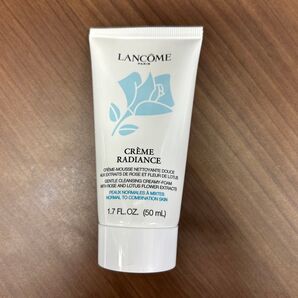 LANCÔME
PARIS
CRÈME
RADIANCE
CRÈME-MOUSSE NETTOYANTE DOUCE
AUX EXTRAITS DE ROSE ET FLEUR DE LOTUS
GENTLE CLEANSING CREAMY-FOAM
WITH ROSE AND LOTUS FLOWER EXTRACTS
PEAUX NORMALES À MIXTES
NORMAL TO COMBINATION SKIN
1.7 FL.OZ. (50 mL)